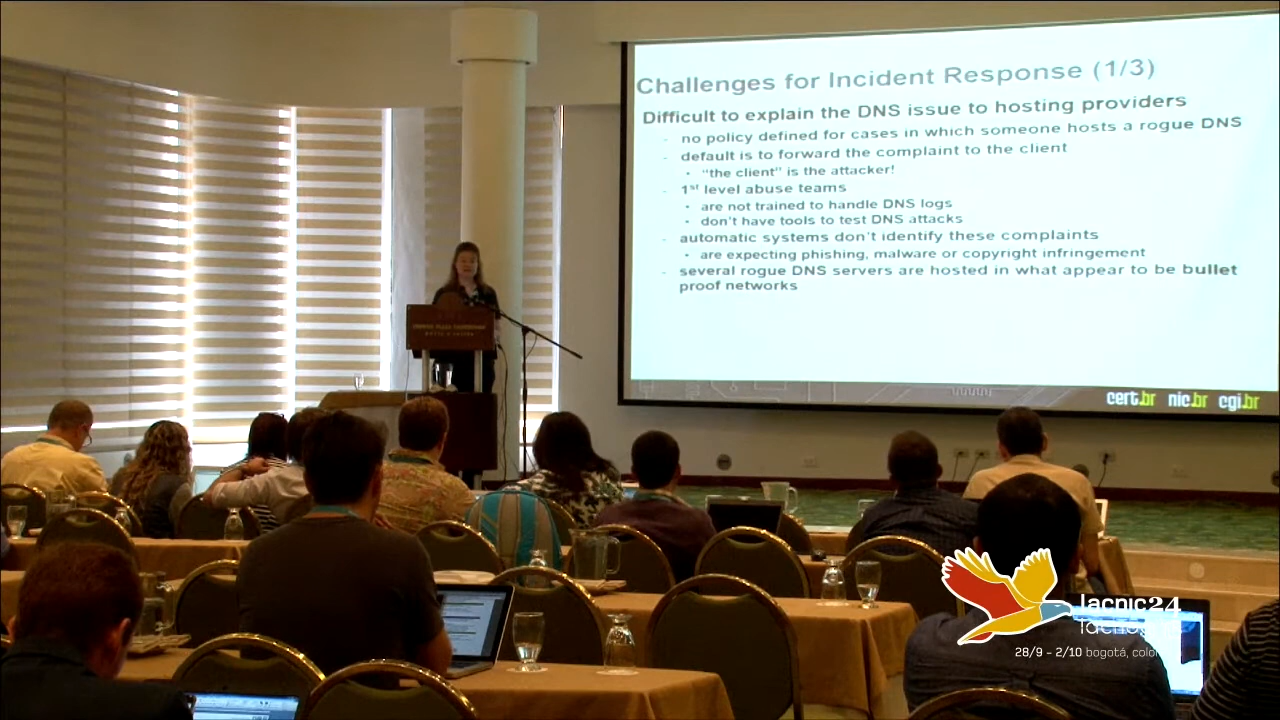 Challenges for Incident Response (1/3)
Difficult to explain the DNS issue to hosting providers
- no policy defined for cases in which someone hosts a rogue DNS
- default is to forward the complaint to the client
• "the client" is the attacker!
- 1st level abuse teams
• are not trained to handle DNS logs
• don't have tools to test DNS attacks
- automatic systems don't identify these complaints
• are expecting phishing, malware or copyright infringement
- several rogue DNS servers are hosted in what appear to be bullet
proof networks
cert.br nic.br cgi.br
lacnic24
28/9 - 2/10 bogotá,